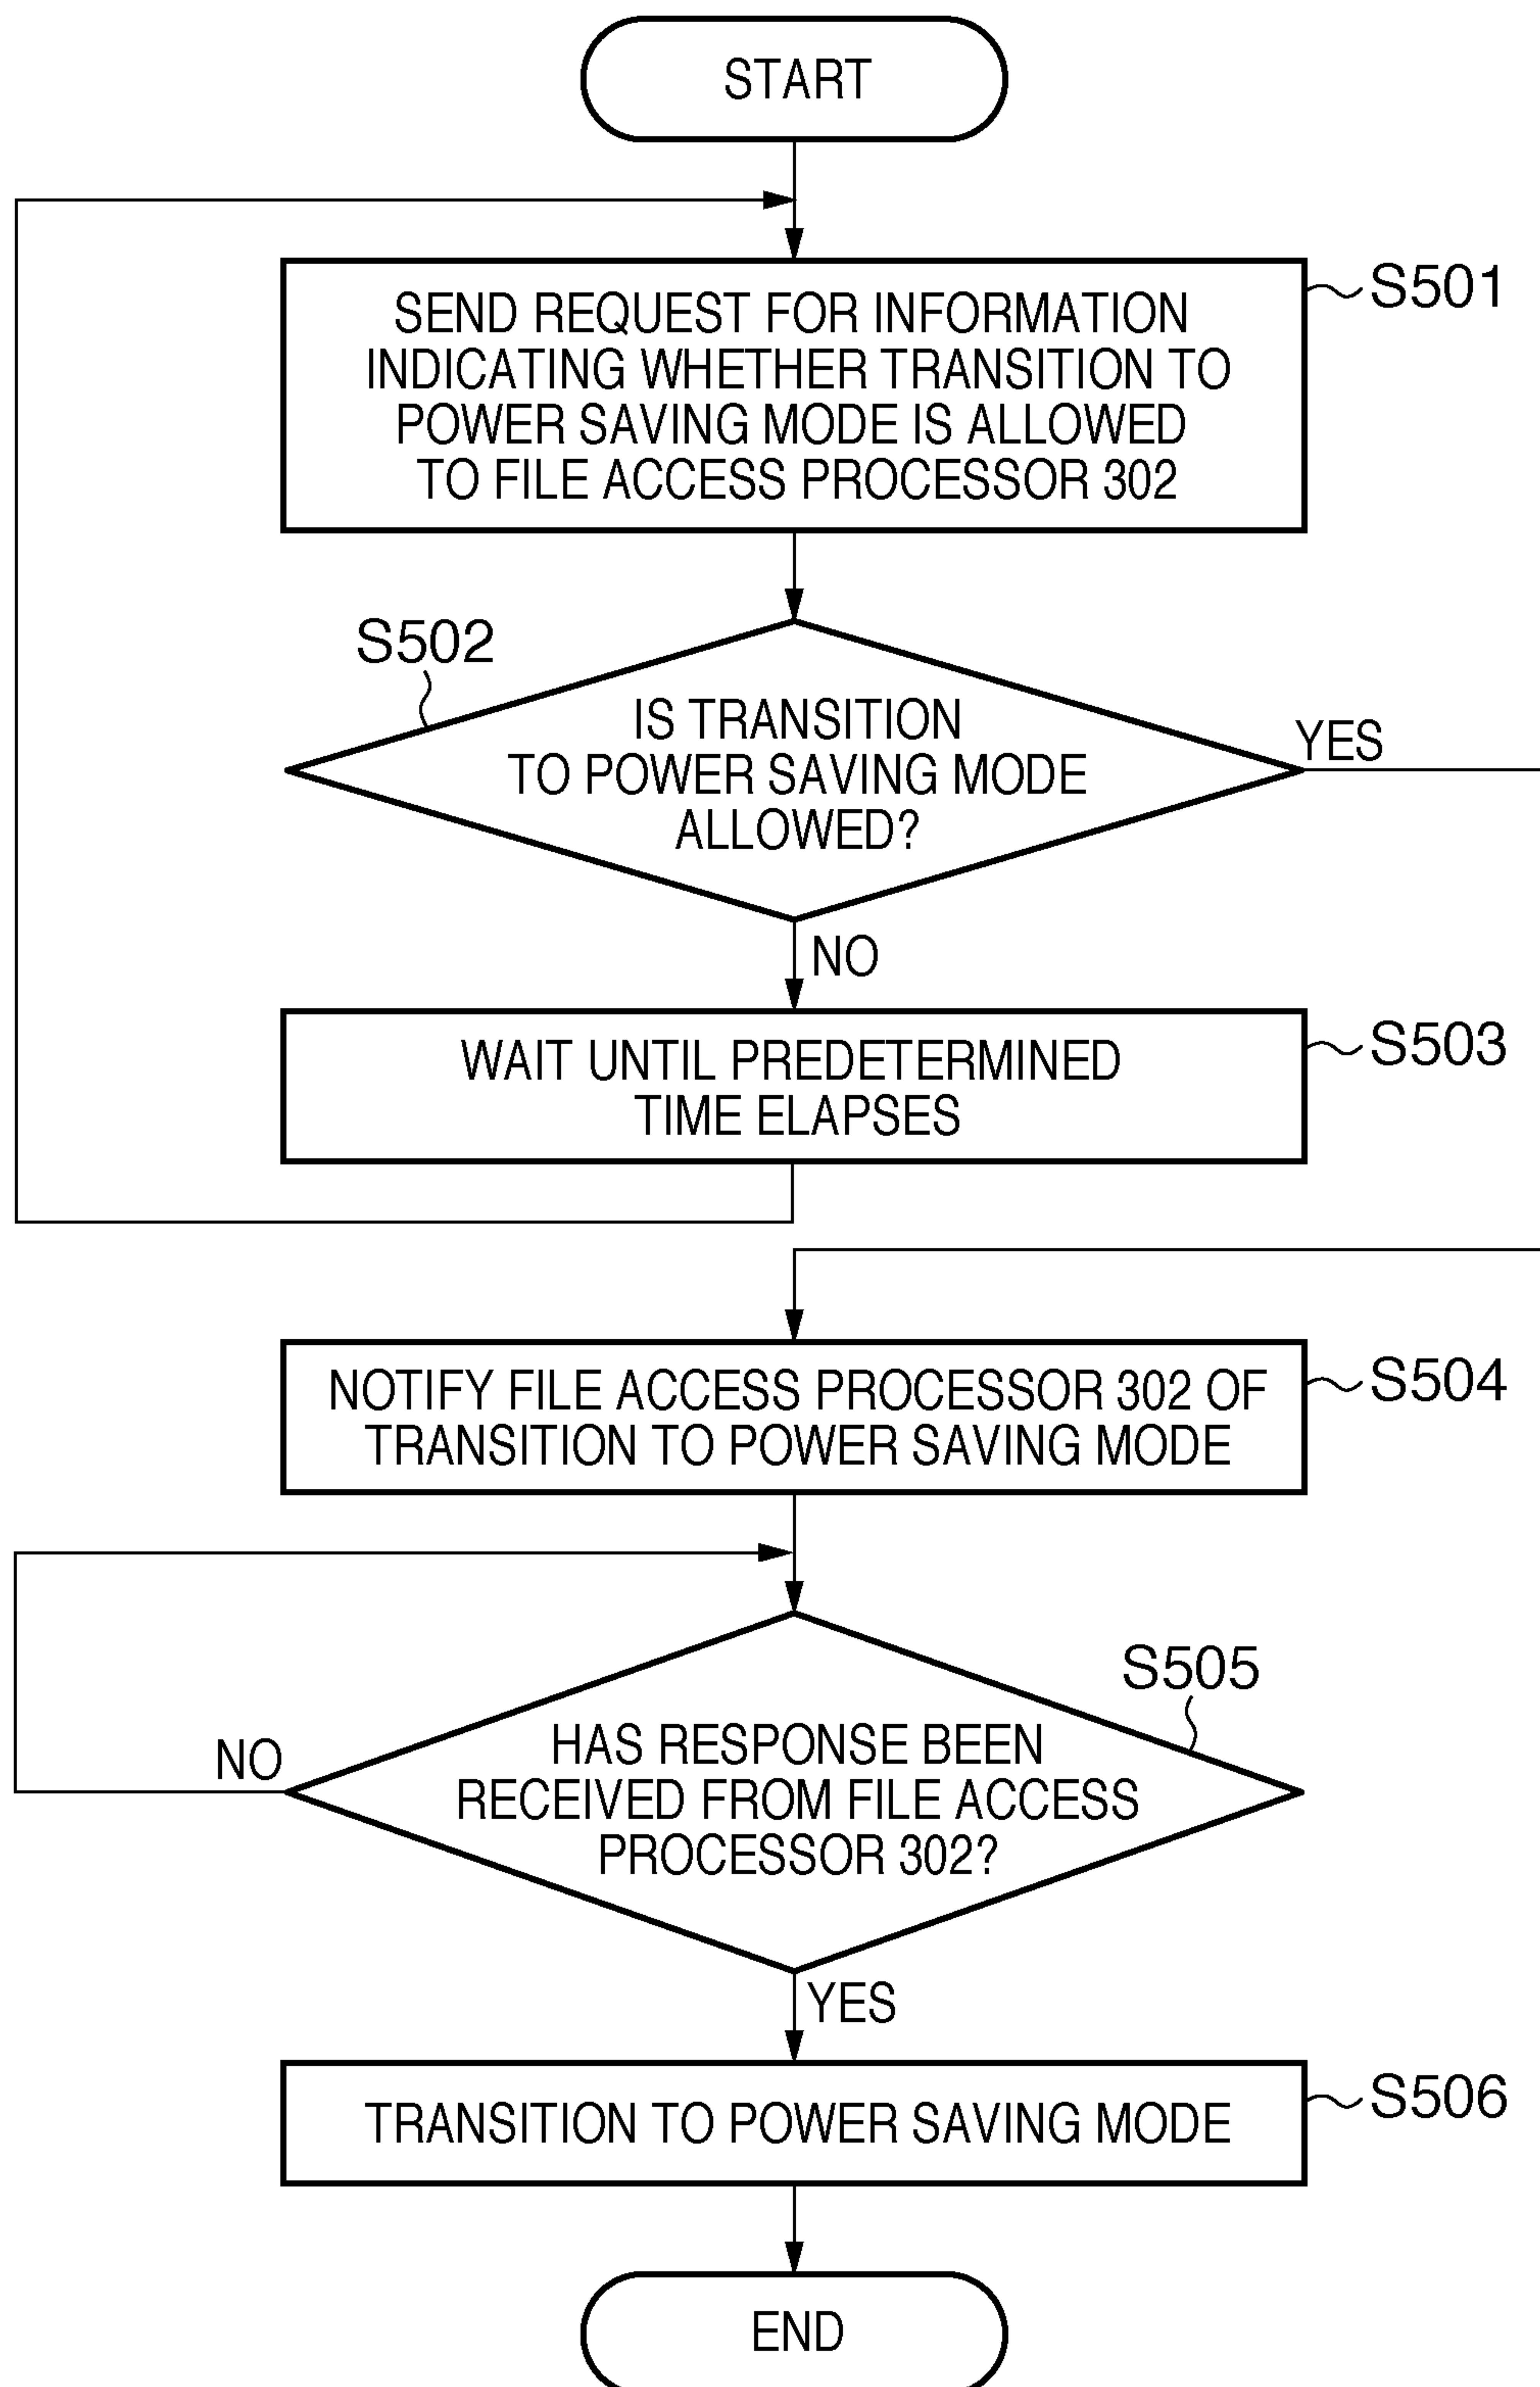 START
SEND REQUEST FOR INFORMATION
INDICATING WHETHER TRANSITION TO
POWER SAVING MODE IS ALLOWED
TO FILE ACCESS PROCESSOR 302
S501
S502
IS TRANSITION
TO POWER SAVING MODE
ALLOWED?
YES
NO
WAIT UNTIL PREDETERMINED
TIME ELAPSES
S503
NOTIFY FILE ACCESS PROCESSOR 302 OF
TRANSITION TO POWER SAVING MODE
S504
S505
HAS RESPONSE BEEN
RECEIVED FROM FILE ACCESS
PROCESSOR 302?
NO
YES
TRANSITION TO POWER SAVING MODE
S506
END